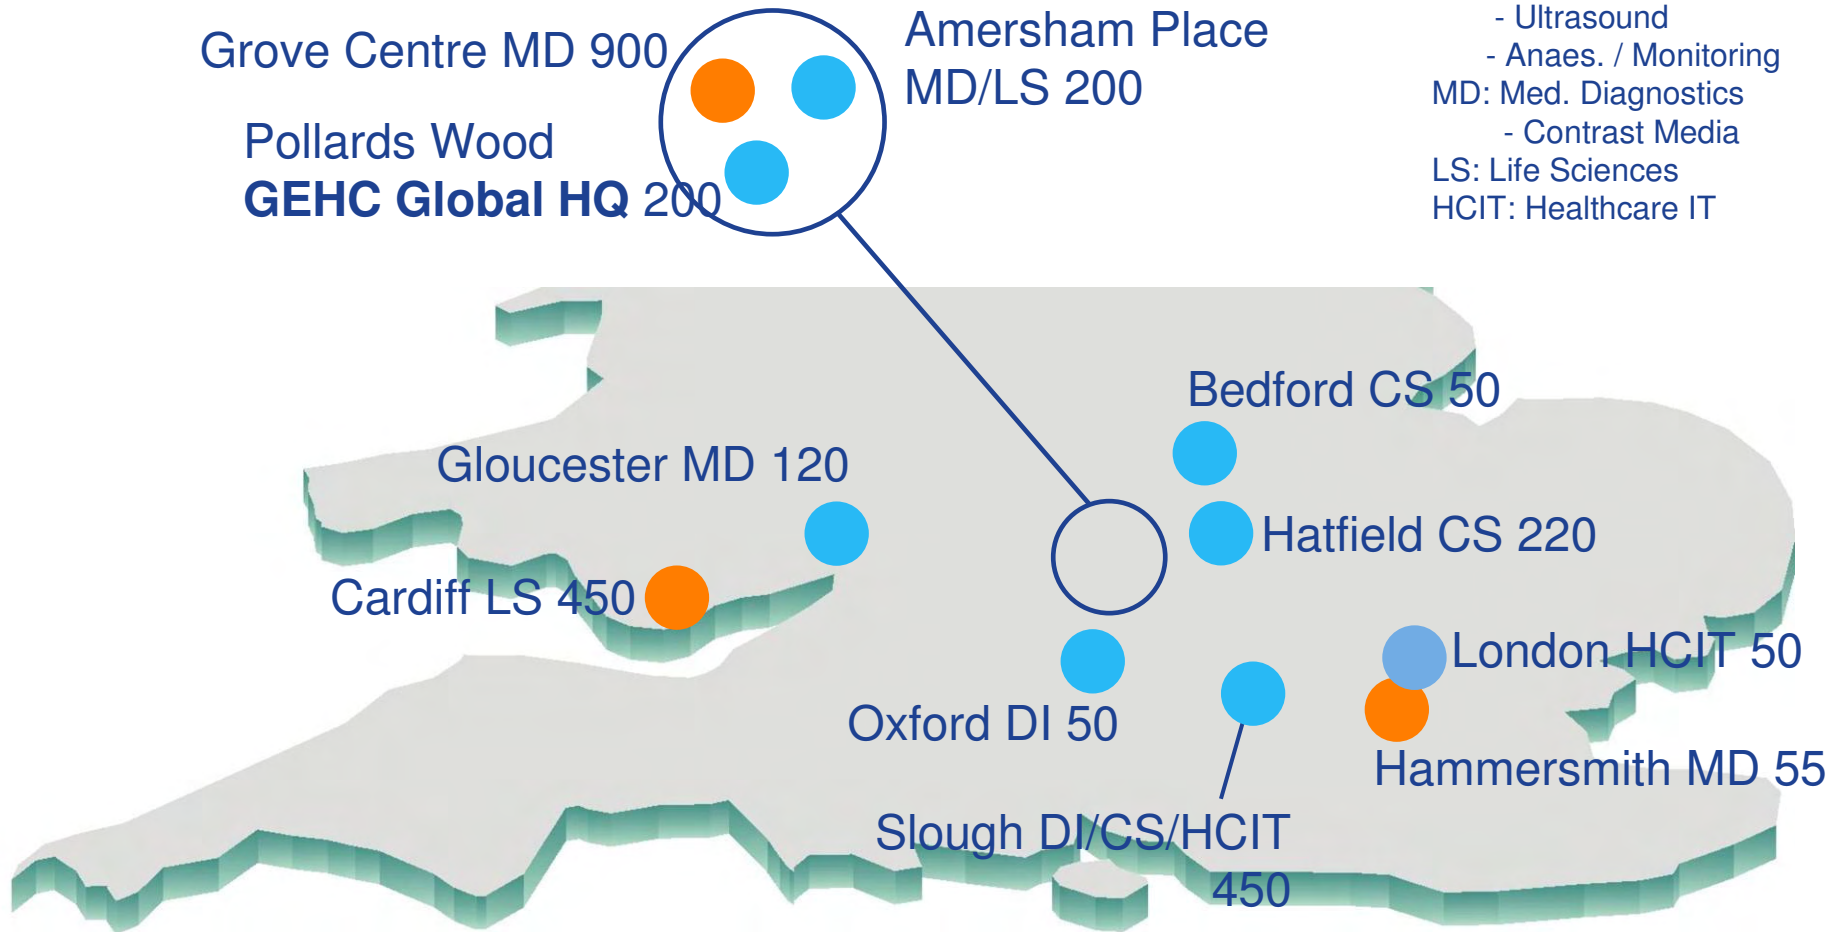 Grove Centre MD 900
Amersham Place
MD/LS 200
Pollards Wood
GEHC Global HQ 200
- Ultrasound
- Anaes. / Monitoring
MD: Med. Diagnostics
- Contrast Media
LS: Life Sciences
HCIT: Healthcare IT
Bedford CS 50
Gloucester MD 120
Hatfield CS 220
Cardiff LS 450
London HCIT 50
Oxford DI 50
Hammersmith MD 55
Slough DI/CS/HCIT
450